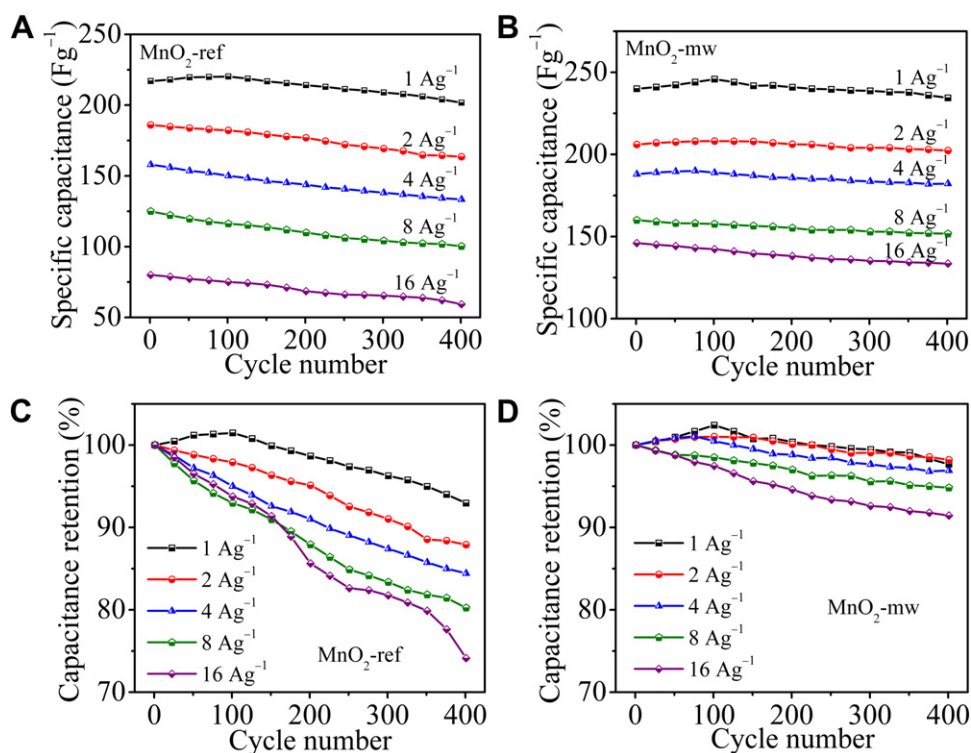 A
Specific capacitance (Fg⁻¹)
250
200
150
100
50
MnO₂-ref
1 Ag⁻¹
2 Ag⁻¹
4 Ag⁻¹
8 Ag⁻¹
16 Ag⁻¹
0 100 200 300 400
Cycle number
B
Specific capacitance (Fg⁻¹)
250
200
150
100
MnO₂-mw
1 Ag⁻¹
2 Ag⁻¹
4 Ag⁻¹
8 Ag⁻¹
16 Ag⁻¹
0 100 200 300 400
Cycle number
C
Capacitance retention (%)
100
90
80
70
1 Ag⁻¹
2 Ag⁻¹
4 Ag⁻¹
8 Ag⁻¹
16 Ag⁻¹
MnO₂-ref
0 100 200 300 400
Cycle number
D
Capacitance retention (%)
100
90
80
70
1 Ag⁻¹
2 Ag⁻¹
4 Ag⁻¹
8 Ag⁻¹
16 Ag⁻¹
MnO₂-mw
0 100 200 300 400
Cycle number